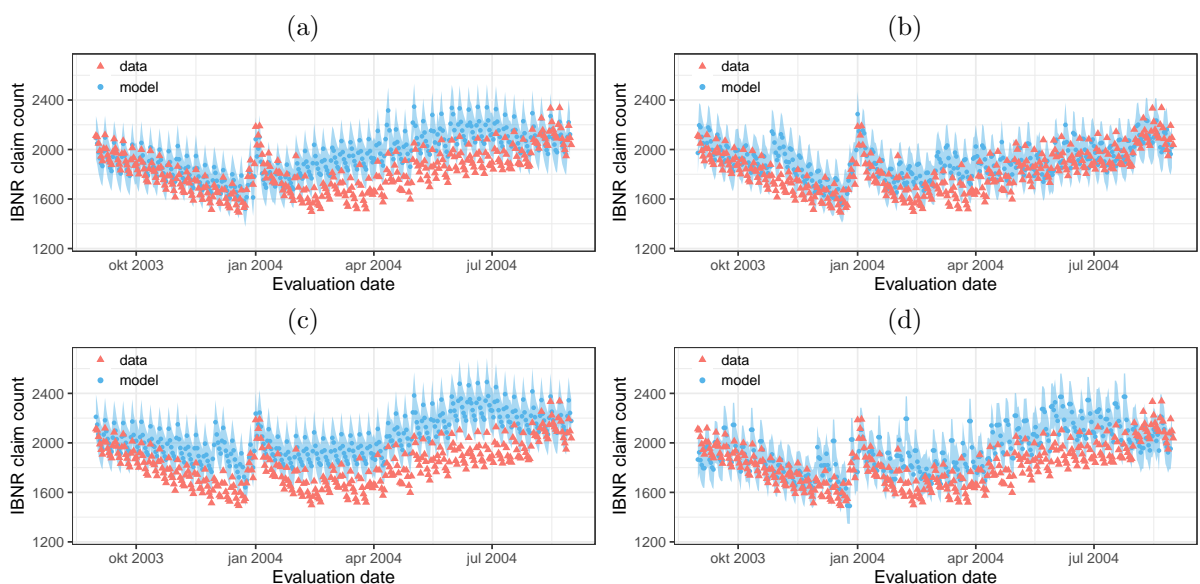 (a)
IBNR claim count
2400
2000
1600
1200
data
model
okt 2003
jan 2004
apr 2004
jul 2004
Evaluation date
(b)
IBNR claim count
2400
2000
1600
1200
data
model
okt 2003
jan 2004
apr 2004
jul 2004
Evaluation date
(c)
IBNR claim count
2400
2000
1600
1200
data
model
okt 2003
jan 2004
apr 2004
jul 2004
Evaluation date
(d)
IBNR claim count
2400
2000
1600
1200
data
model
okt 2003
jan 2004
apr 2004
jul 2004
Evaluation date